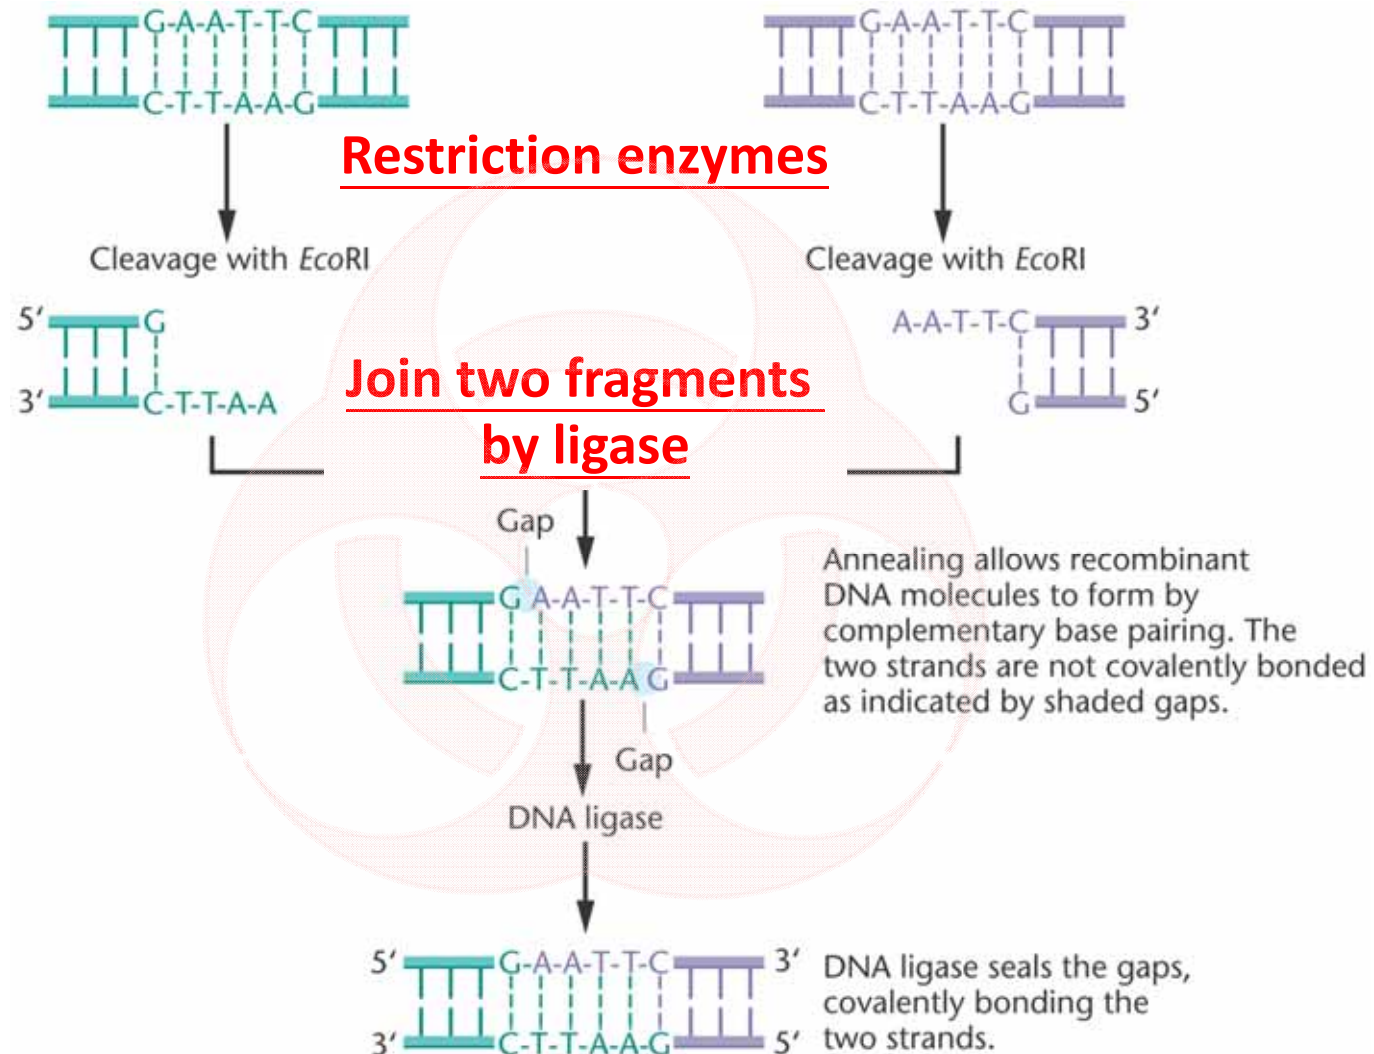 G-A-A-T-T-C
G-A-A-T-T-C
C-T-T-A-A-G
C-T-T-A-A-G
Restriction enzymes
Cleavage with EcoRI
Cleavage with EcoRI
5′ G
A-A-T-T-C 3′
3′ C-T-T-A-A
G 5′
Join two fragments
by ligase
Gap
G A-A-T-T-C
C-T-T-A-A G
Gap
Annealing allows recombinant
DNA molecules to form by
complementary base pairing. The
two strands are not covalently bonded
as indicated by shaded gaps.
DNA ligase
5′ G-A-A-T-T-C 3′
3′ C-T-T-A-A-G 5′
DNA ligase seals the gaps,
covalently bonding the
two strands.